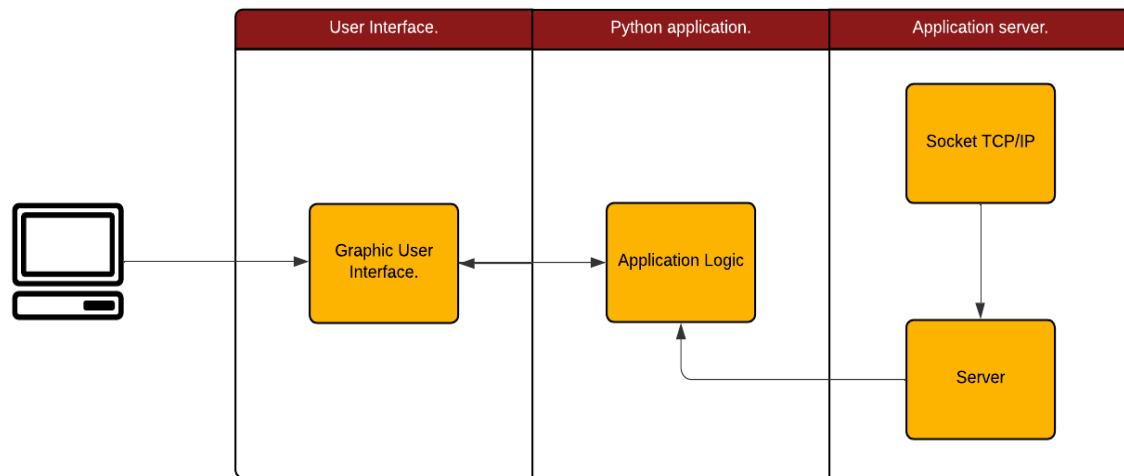 User Interface.
Python application.
Application server.
Socket TCP/IP
Graphic User
Interface.
Application Logic
Server